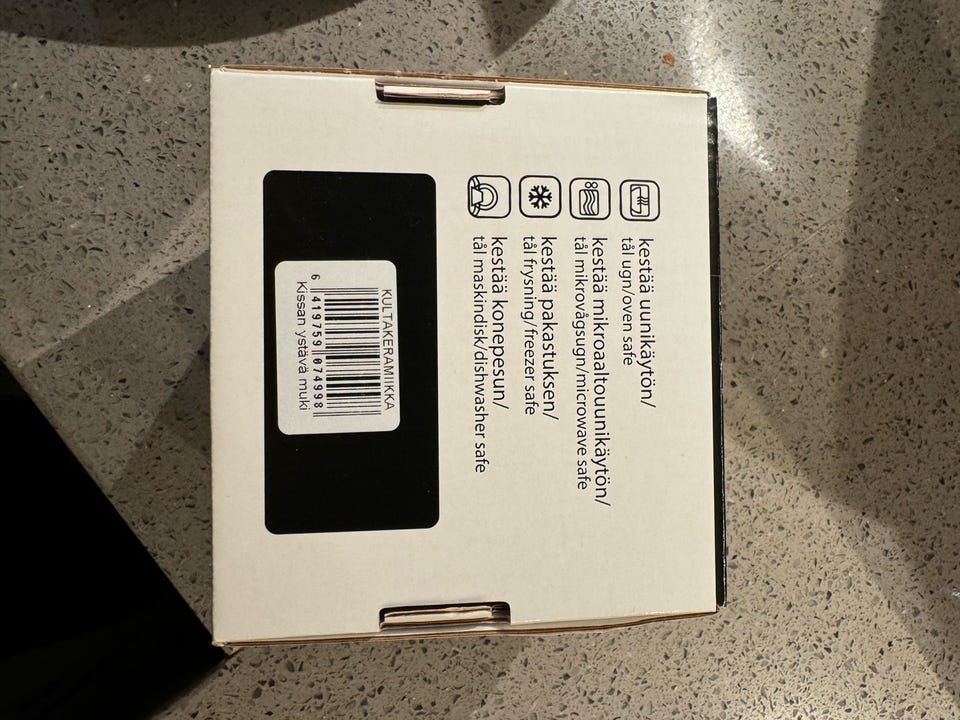 kestää uunikäytön/
tål ugn/oven safe
kestää mikroaaltouunikäytön/
tål mikrovågsugn/microwave safe
kestää pakastuksen/
tål frysning/freezer safe
kestää konepesun/
tål maskindisk/dishwasher safe
KULTAKERAMIIKKA
6 419759 074998
Kissan ystävä muki